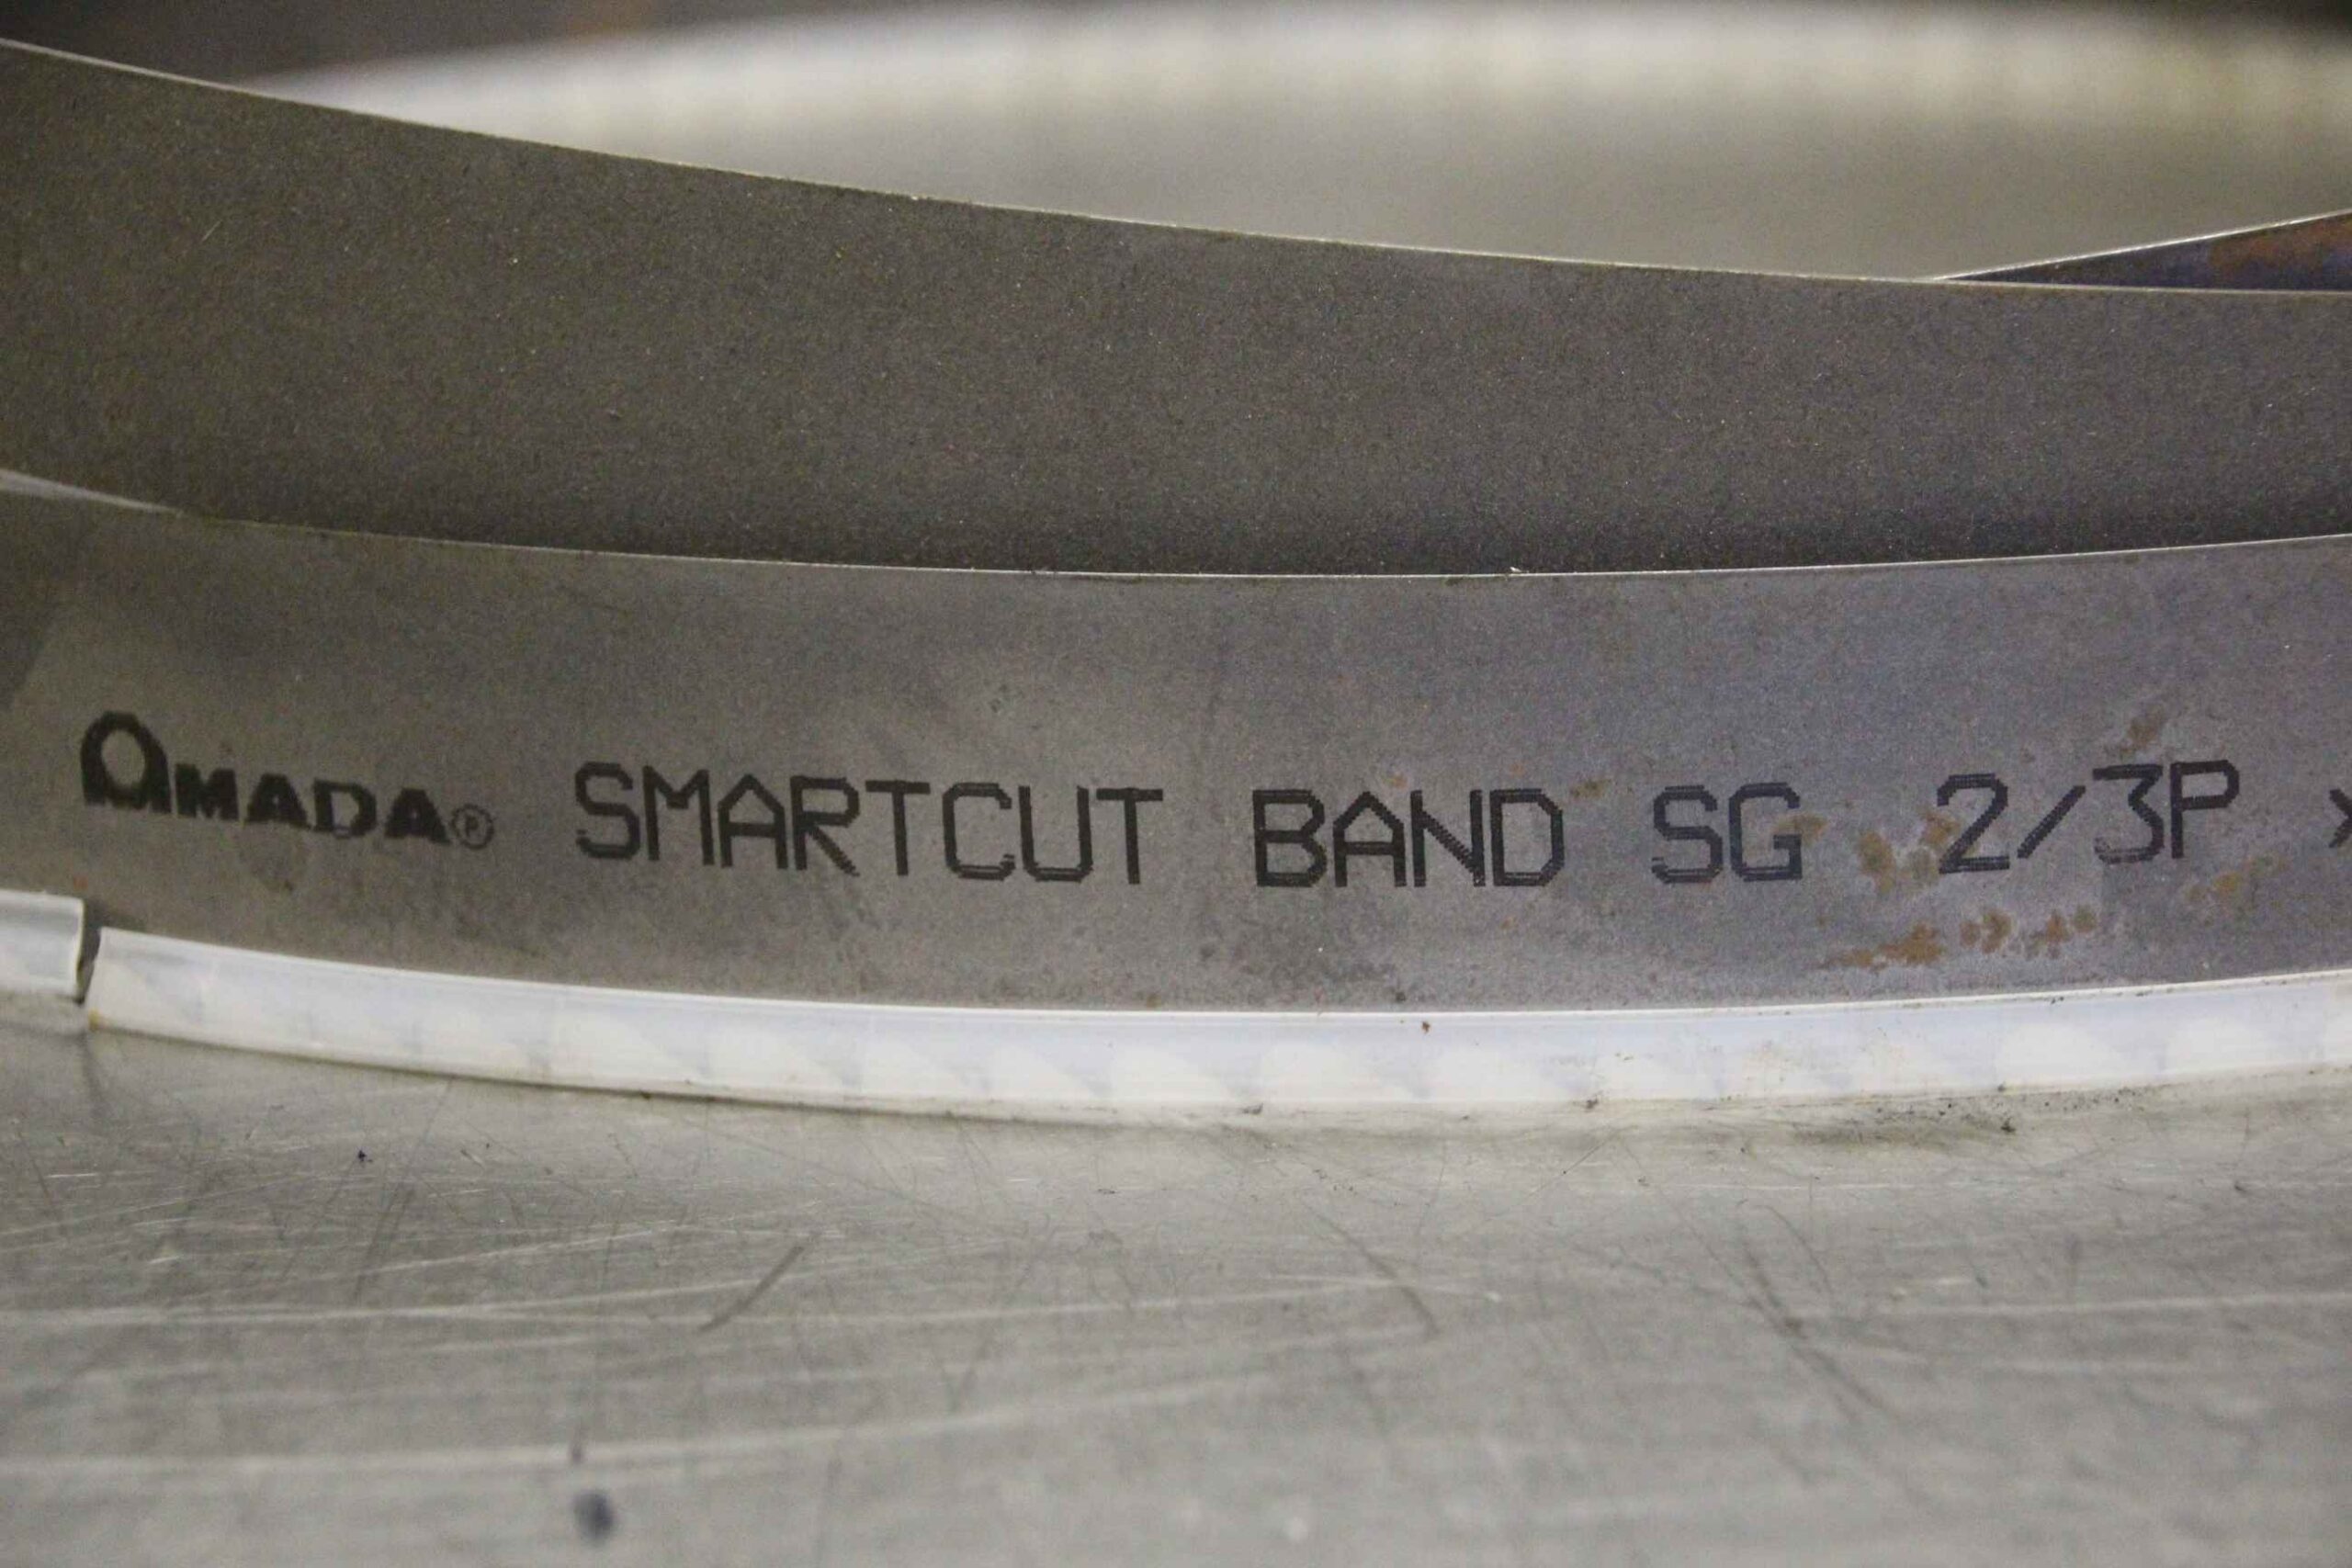 AMADA® SMARTCUT BAND SG 2/3P